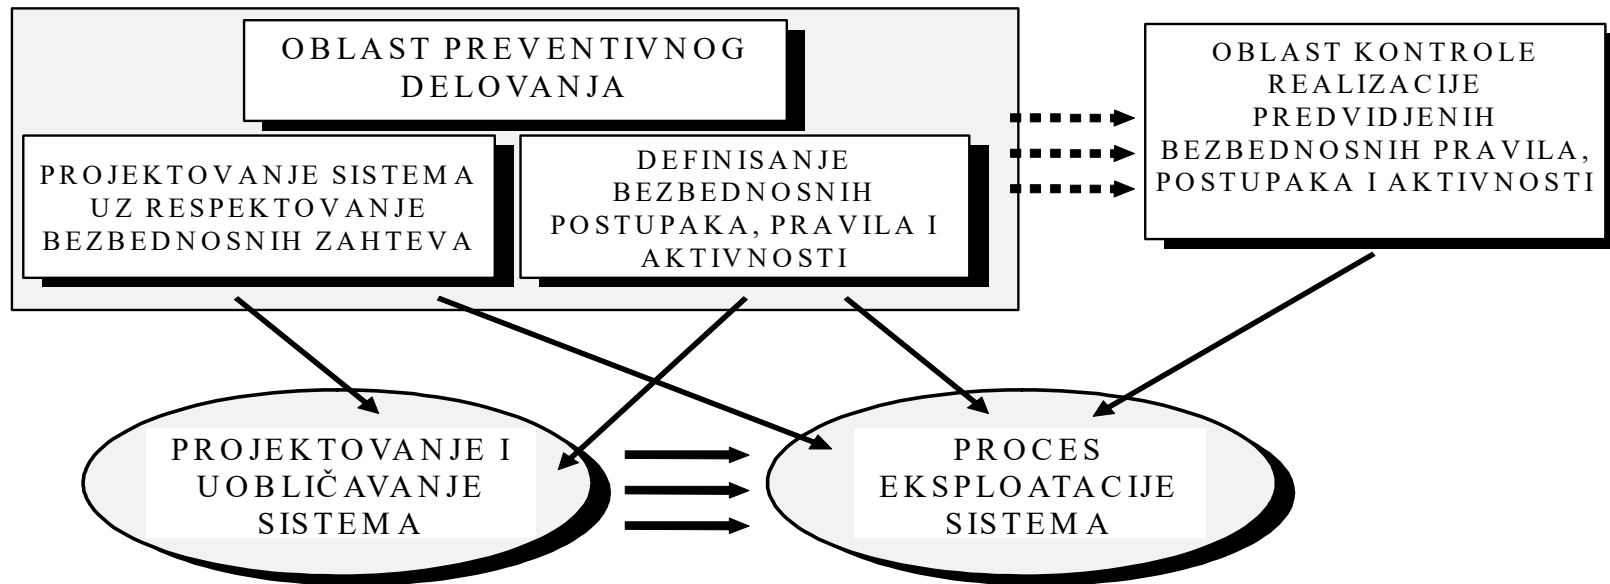 OBLAST PREVENTIVNOG
DELOVANJA
PROJEKTOVANJE SISTEMA
UZ RESPEKTOVANJE
BEZBEDNOSNIH ZAHTEVA
DEFINISANJE
BEZBEDNOSNIH
POSTUPAKA, PRAVILA I
AKTIVNOSTI
OBLAST KONTROLE
REALIZACIJE
PREDVIDJENIH
BEZBEDNOSNIH PRAVILA,
POSTUPAKA I AKTIVNOSTI
PROJEKTOVANJE I
UOBLIČAVANJE
SISTEMA
PROCES
EKSPLOATACIJE
SISTEMA